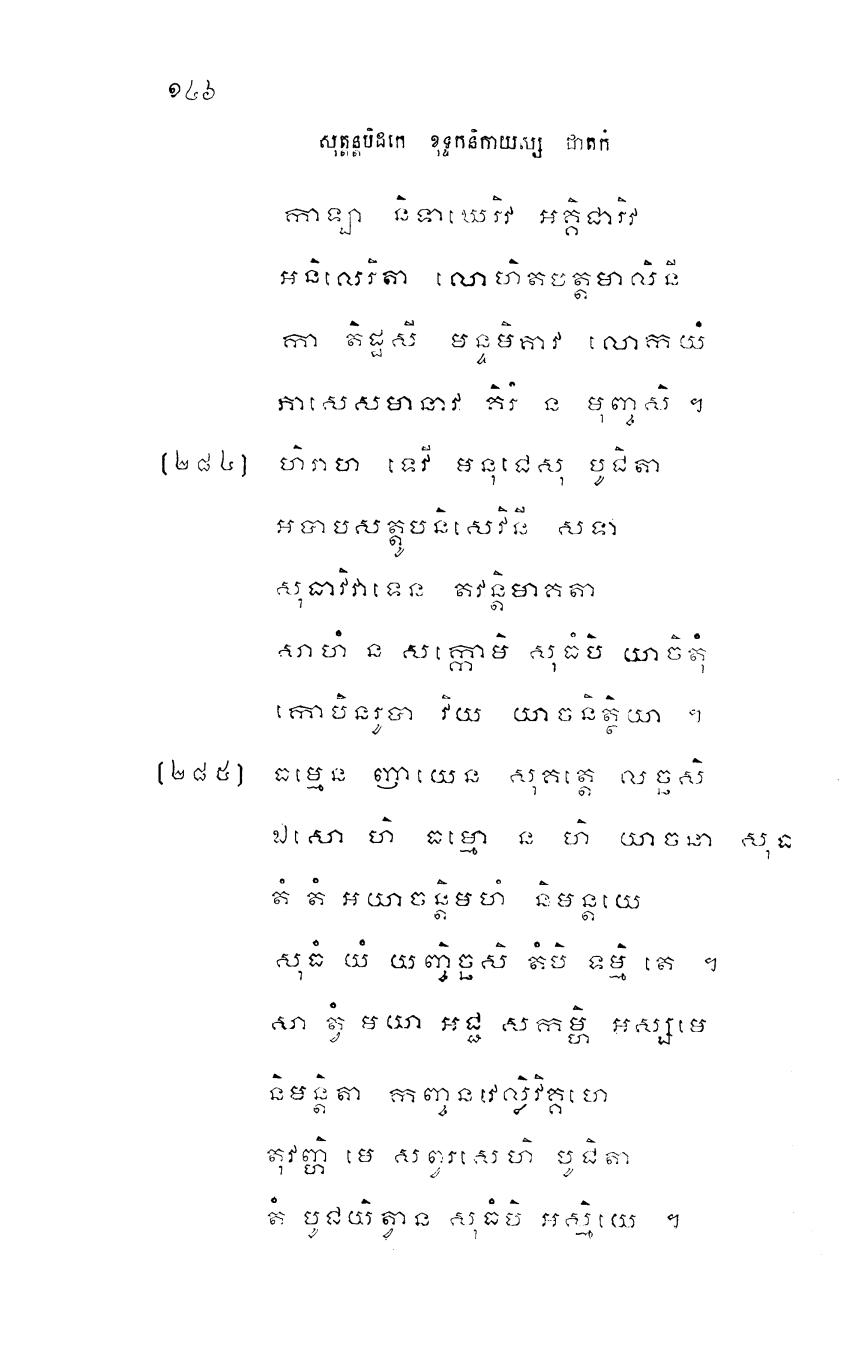 ១៤៦
សុត្តន្តបិដកេ ខុទ្ទកនិកាយស្ស ជាតកំ
កាឡា និទាឃេរិវ អគ្គិជារិវ
អនិលេរិតា លោហិតបត្តមាលិនី
កា តិដ្ឋសី មន្ទមិគាវ លោកយំ
ភាសេសមានាវ គិរំ ន មុញ្ចសិ ។
(២៨៤) ហិរាហ ទេវី មនុជេសុ បូជិតា
អបាបសត្តូបនិសេវិនី សទា
សុធាវិវាទេន តវន្តិមាគតា
សាហំ ន សក្កោមិ សុធំបិ យាចិតុំ
កោបិនរូបា វិយ យាចនិត្ថិយា ។
(២៨៥) ធម្មេន ញាយេន សុគត្តេ លច្ឆសិ
ឯសោ ហិ ធម្មោ ន ហិ យាចនា សុធា
តំ តំ អយាចន្តិមហំ និមន្តយេ
សុធំ យំ យញ្ចិច្ឆសិ តំបិ ទម្មិ តេ ។
សា ត្វំ មយា អជ្ជ សកម្ហិ អស្សមេ
និមន្តិតា កញ្ចនវេល្លិវិគ្គហេ
តុវញ្ហិ មេ សព្វរសេហិ បូជិតា
តំ បូជយិត្វាន សុធំបិ អស្មិយេ ។